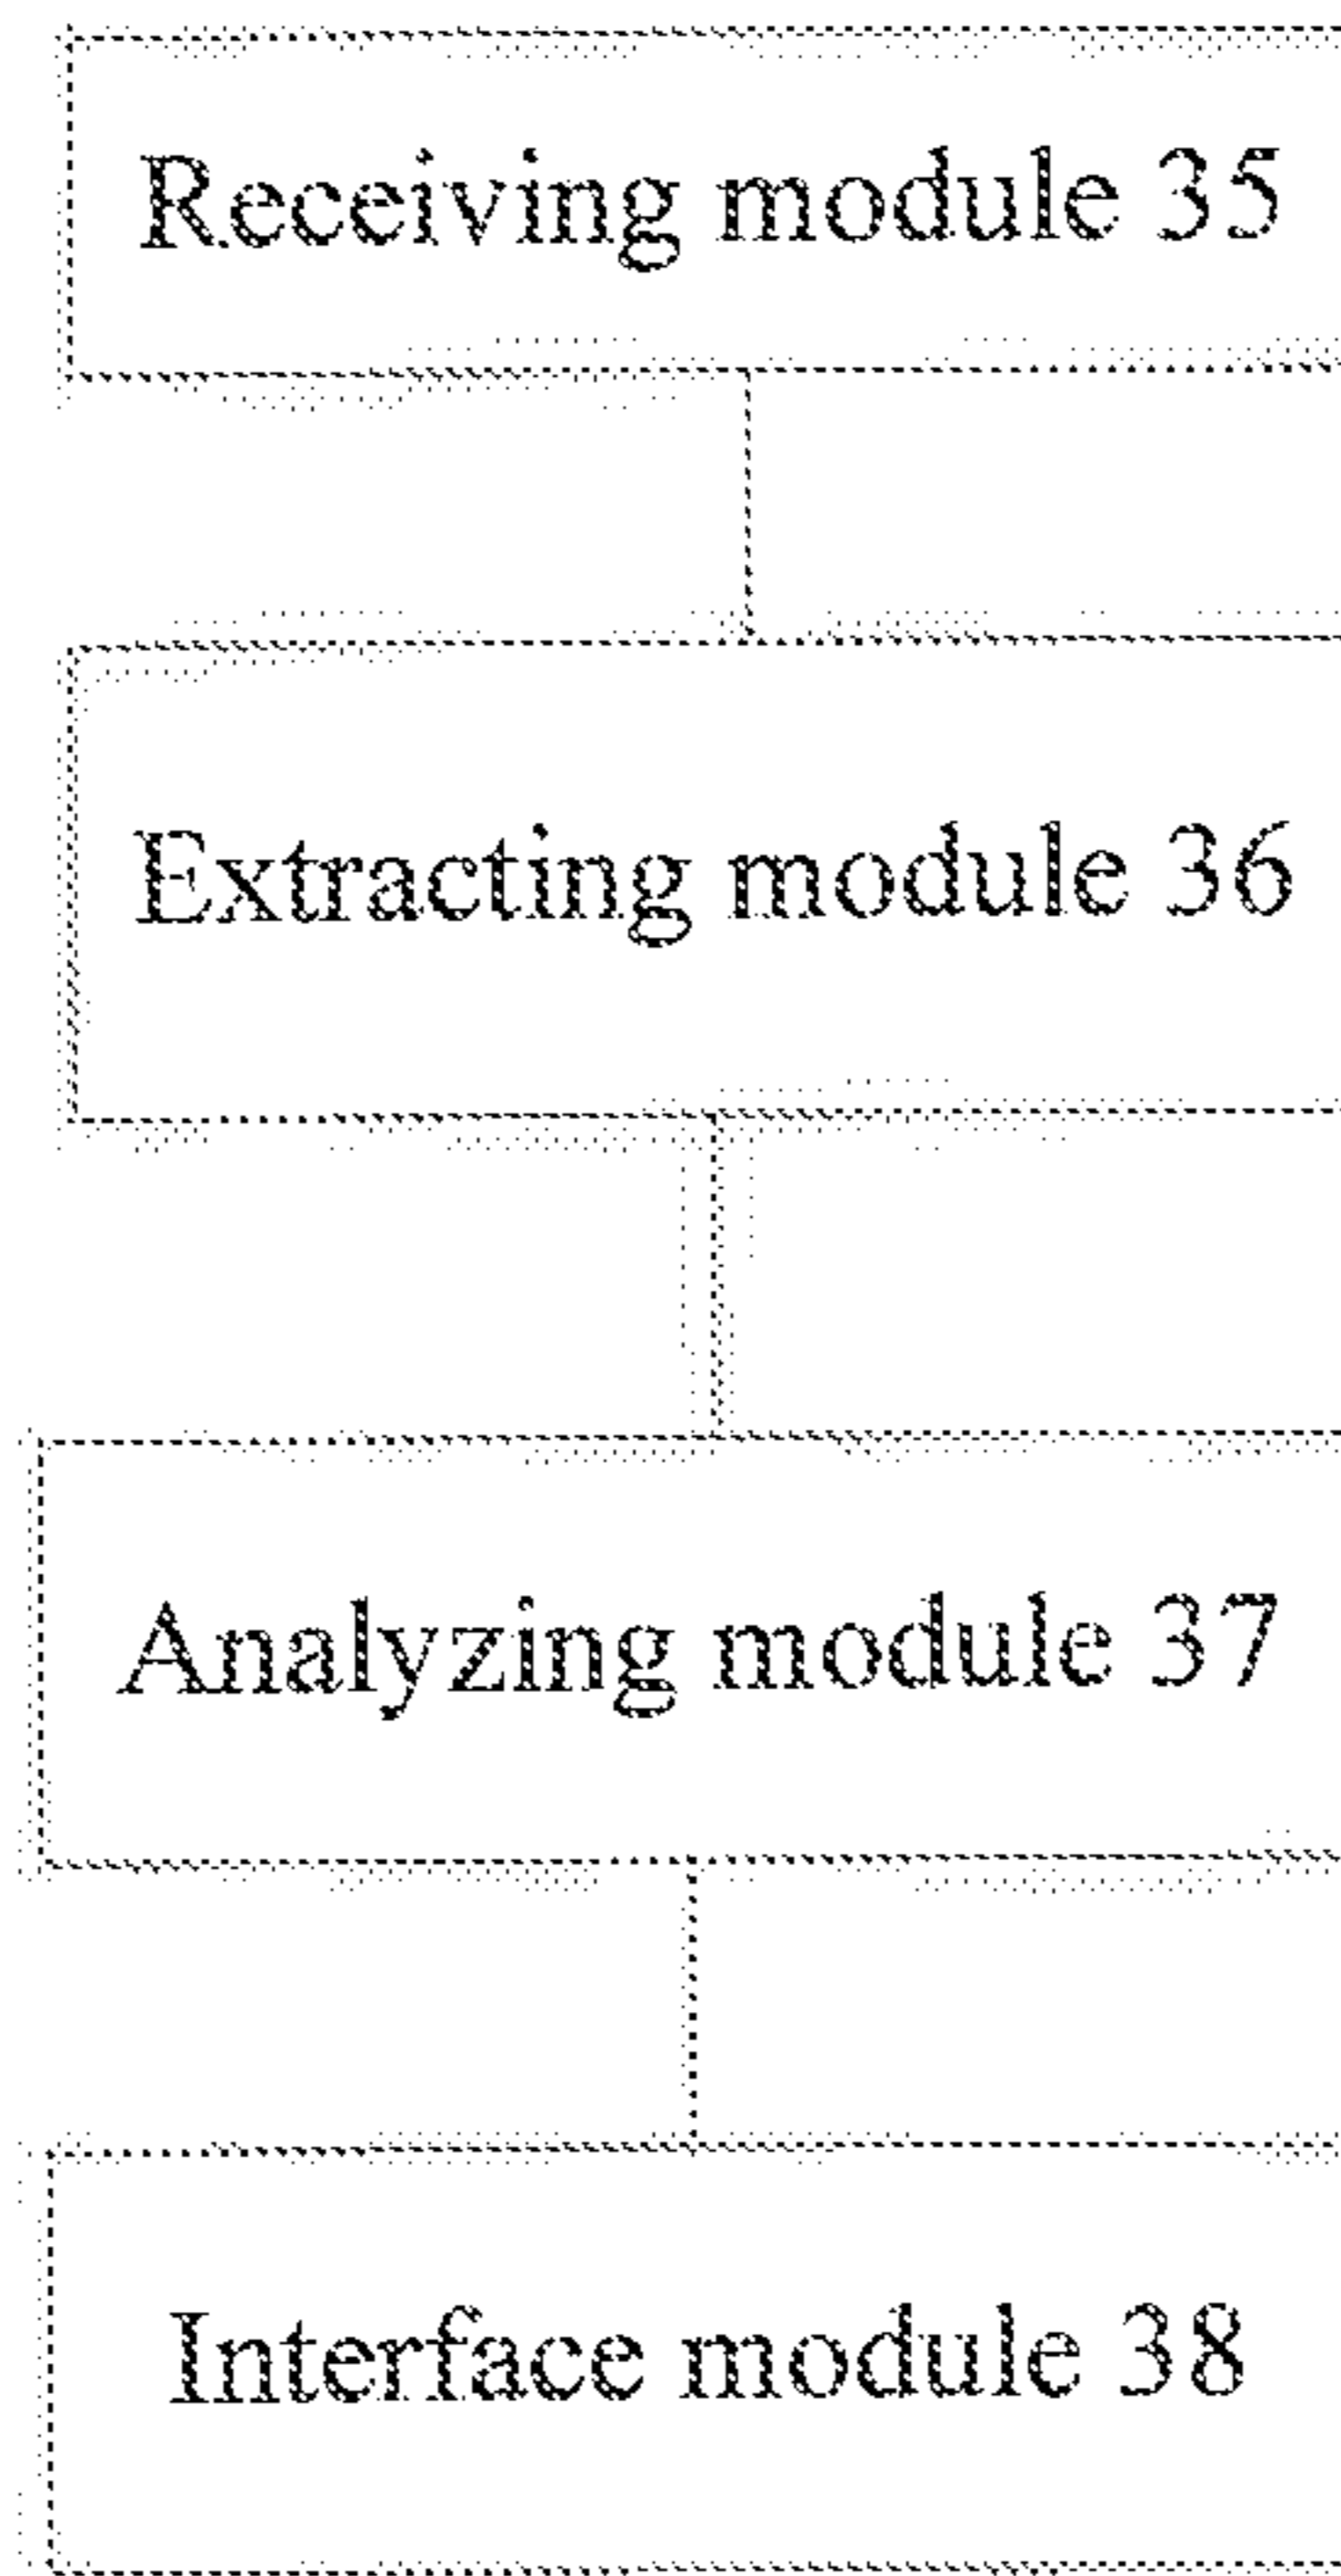 Receiving module 35
Extracting module 36
Analyzing module 37
Interface module 38